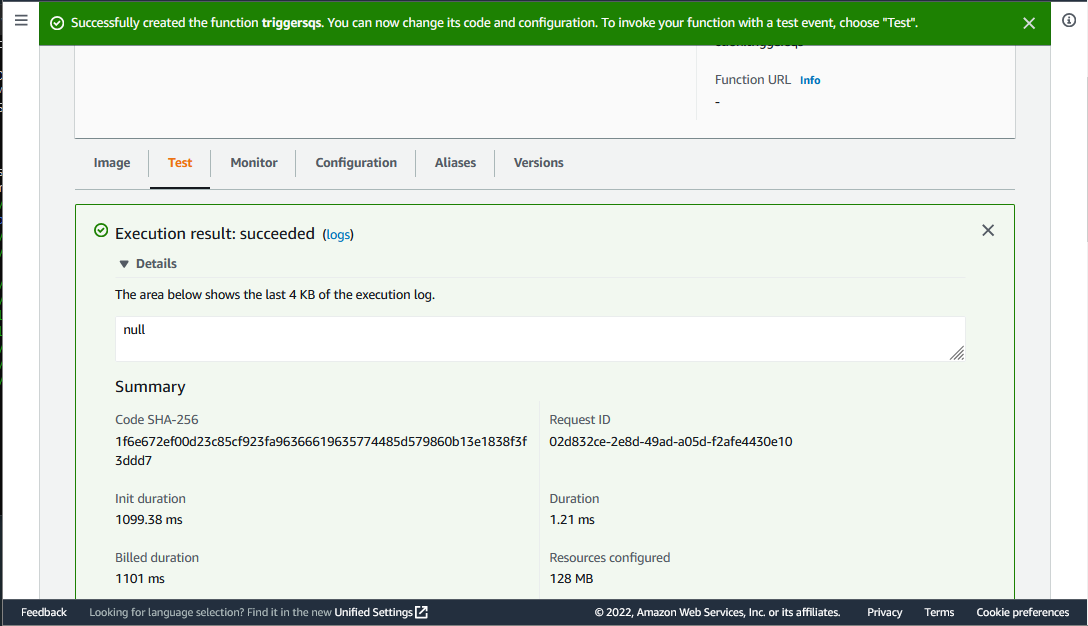 Successfully created the function triggersqs. You can now change its code and configuration. To invoke your function with a test event, choose "Test".
Function URL Info
-
Image Test Monitor Configuration Aliases Versions
Execution result: succeeded (logs)
Details
The area below shows the last 4 KB of the execution log.
null
Summary
Code SHA-256
1f6e672ef00d23c85cf923fa96366619635774485d579860b13e1838f3f
3ddd7
Request ID
02d832ce-2e8d-49ad-a05d-f2afe4430e10
Init duration
1099.38 ms
Duration
1.21 ms
Billed duration
1101 ms
Resources configured
128 MB
Feedback Looking for language selection? Find it in the new Unified Settings © 2022, Amazon Web Services, Inc. or its affiliates. Privacy Terms Cookie preferences